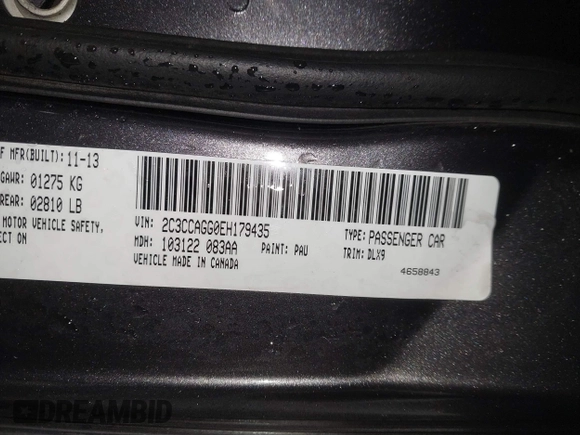 F MFR(BUILT): 11-13
GAWR: 01275 KG
REAR: 02810 LB
MOTOR VEHICLE SAFETY,
ECT ON
VIN: 2C3CCAGG0EH179435
MDH: 103122 083AA PAINT: PAU
VEHICLE MADE IN CANADA
TYPE: PASSENGER CAR
TRIM: DLX9
4658843
DREAMBID